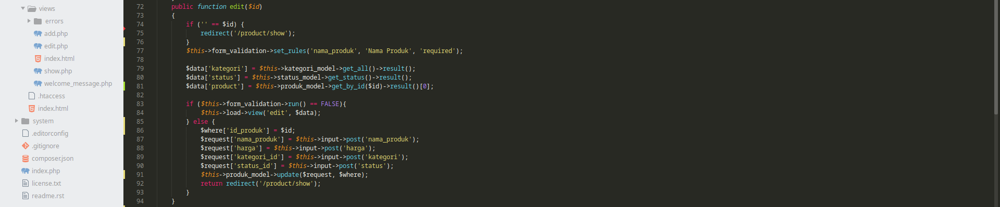 views
errors
add.php
edit.php
index.html
show.php
welcome_message.php
.htaccess
index.html
system
.editorconfig
.gitignore
composer.json
index.php
license.txt
readme.rst
72 public function edit($id)
73 {
74 if ('' == $id) {
75 redirect('/product/show');
76 }
77 $this->form_validation->set_rules('nama_produk', 'Nama Produk', 'required');
78
79 $data['kategori'] = $this->kategori_model->get_all()->result();
80 $data['status'] = $this->status_model->get_status()->result();
81 $data['product'] = $this->produk_model->get_by_id($id)->result()[0];
82
83 if ($this->form_validation->run() == FALSE){
84 $this->load->view('edit', $data);
85 } else {
86 $where['id_produk'] = $id;
87 $request['nama_produk'] = $this->input->post('nama_produk');
88 $request['harga'] = $this->input->post('harga');
89 $request['kategori_id'] = $this->input->post('kategori');
90 $request['status_id'] = $this->input->post('status');
91 $this->produk_model->update($request, $where);
92 return redirect('/product/show');
93 }
94 }